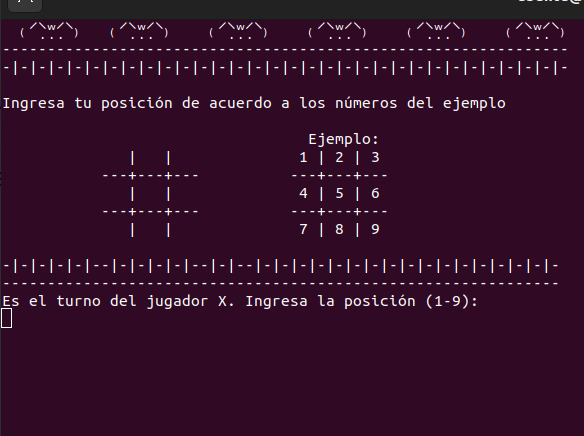 /\w/\ /\w/\ /\w/\ /\w/\ /\w/\ /\w/\
( ... ) ( ... ) ( ... ) ( ... ) ( ... ) ( ... )
---------------------------------------------------------------
-|-|-|-|-|-|-|-|-|-|-|-|-|-|-|-|-|-|-|-|-|-|-|-|-|-|-|-|-|-|-|-
Ingresa tu posición de acuerdo a los números del ejemplo
Ejemplo:
| | 1 | 2 | 3
---+---+--- ---+---+---
| | 4 | 5 | 6
---+---+--- ---+---+---
| | 7 | 8 | 9
-|-|-|-|-|--|-|-|-|-|--|-|--|-|-|-|-|-|-|-|-|-|-|-|-|-|-|-|-|-
--------------------------------------------------------------
Es el turno del jugador X. Ingresa la posición (1-9):